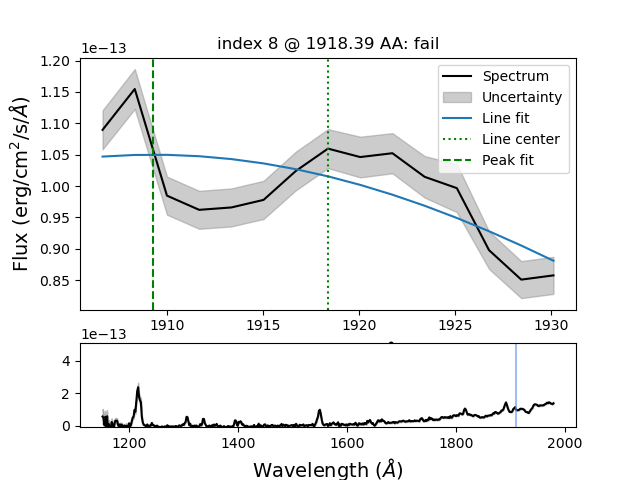 index 8 @ 1918.39 AA: fail
1e−13
1.20
1.15
1.10
1.05
1.00
0.95
0.90
0.85
Flux (erg/cm²/s/Å)
Spectrum
Uncertainty
Line fit
Line center
Peak fit
1910
1915
1920
1925
1930
1e−13
4
2
0
1200
1400
1600
1800
2000
Wavelength (Å)